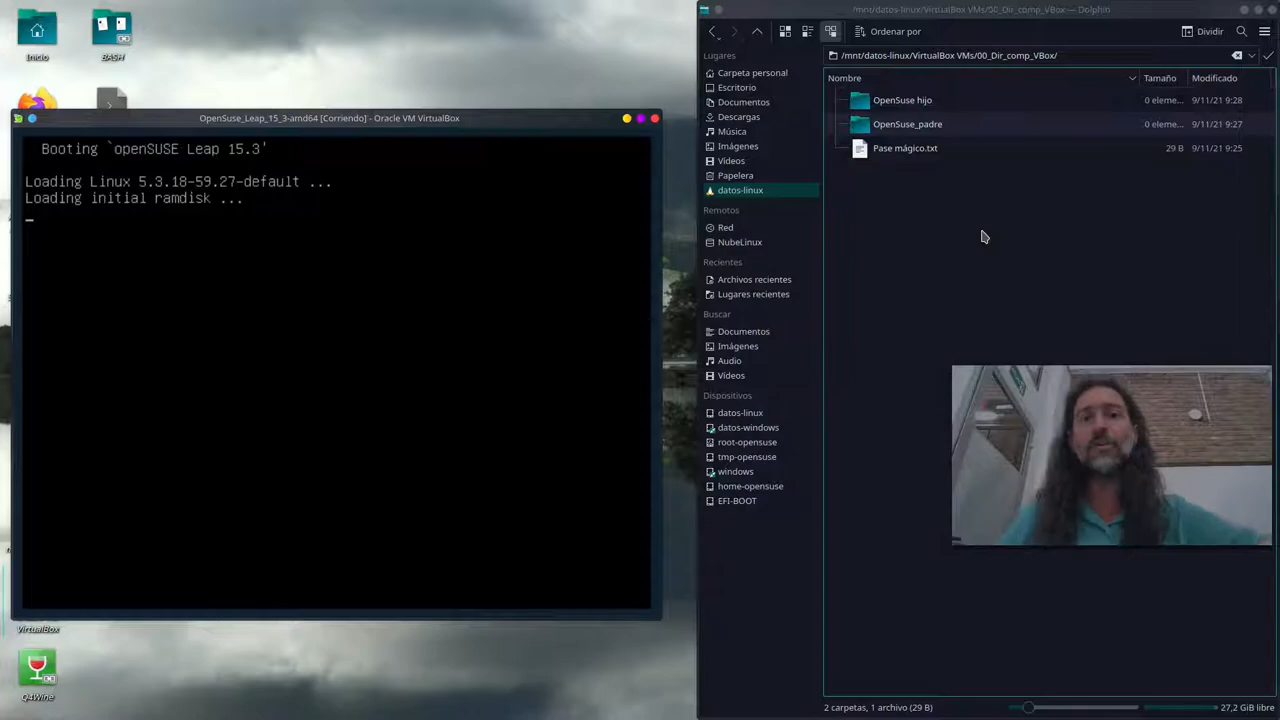 Inicio
BASH
VirtualBox
Q4Wine
OpenSuse_Leap_15_3-amd64 [Corriendo] - Oracle VM VirtualBox
Booting `openSUSE Leap 15.3'
Loading Linux 5.3.18-59.27-default ...
Loading initial ramdisk ...
/mnt/datos-linux/VirtualBox VMs/00_Dir_comp_VBox — Dolphin
Ordenar por
Dividir
Lugares
Carpeta personal
Escritorio
Documentos
Descargas
Música
Imágenes
Vídeos
Papelera
datos-linux
Remotos
Red
NubeLinux
Recientes
Archivos recientes
Lugares recientes
Buscar
Documentos
Imágenes
Audio
Vídeos
Dispositivos
datos-linux
datos-windows
root-opensuse
tmp-opensuse
windows
home-opensuse
EFI-BOOT
/mnt/datos-linux/VirtualBox VMs/00_Dir_comp_VBox/
Nombre Tamaño Modificado
OpenSuse hijo 0 eleme... 9/11/21 9:28
OpenSuse_padre 0 eleme... 9/11/21 9:27
Pase mágico.txt 29 B 9/11/21 9:25
2 carpetas, 1 archivo (29 B) 27,2 GiB libre